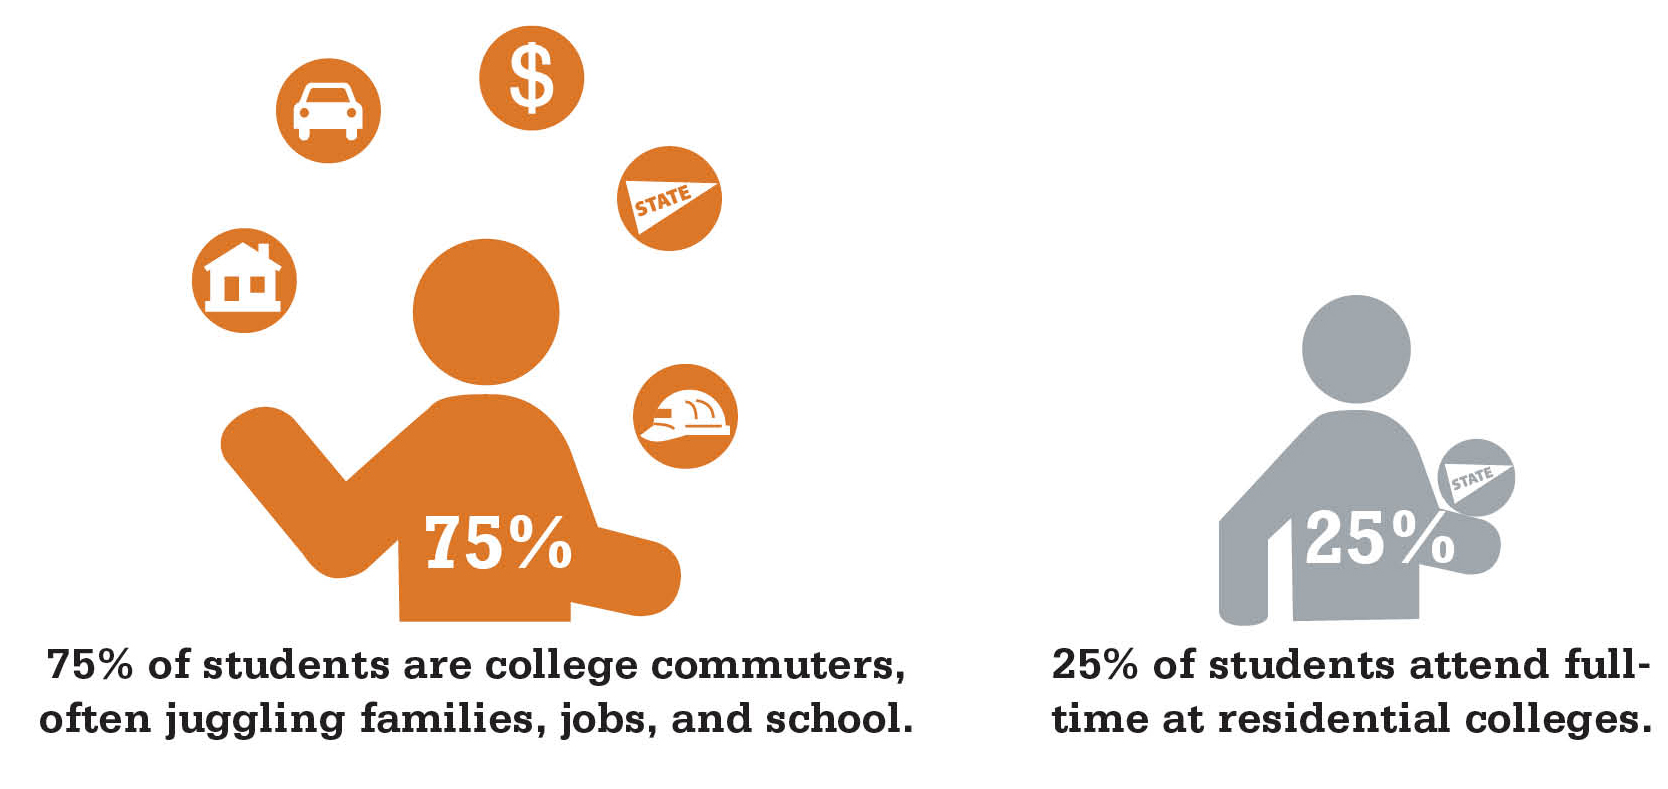 $
STATE
75%
75% of students are college commuters,
often juggling families, jobs, and school.
STATE
25%
25% of students attend full-
time at residential colleges.